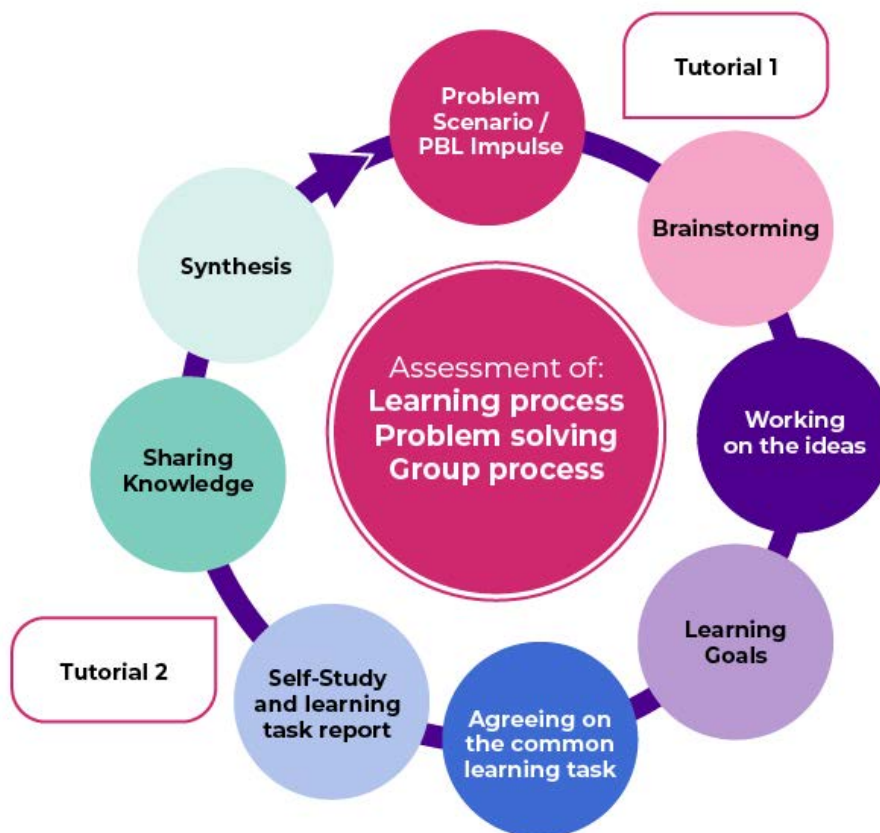 Tutorial 1
Problem
Scenario /
PBL Impulse
Brainstorming
Working
on the ideas
Learning
Goals
Agreeing on
the common
learning task
Self-Study
and learning
task report
Tutorial 2
Sharing
Knowledge
Synthesis
Assessment of:
Learning process
Problem solving
Group process